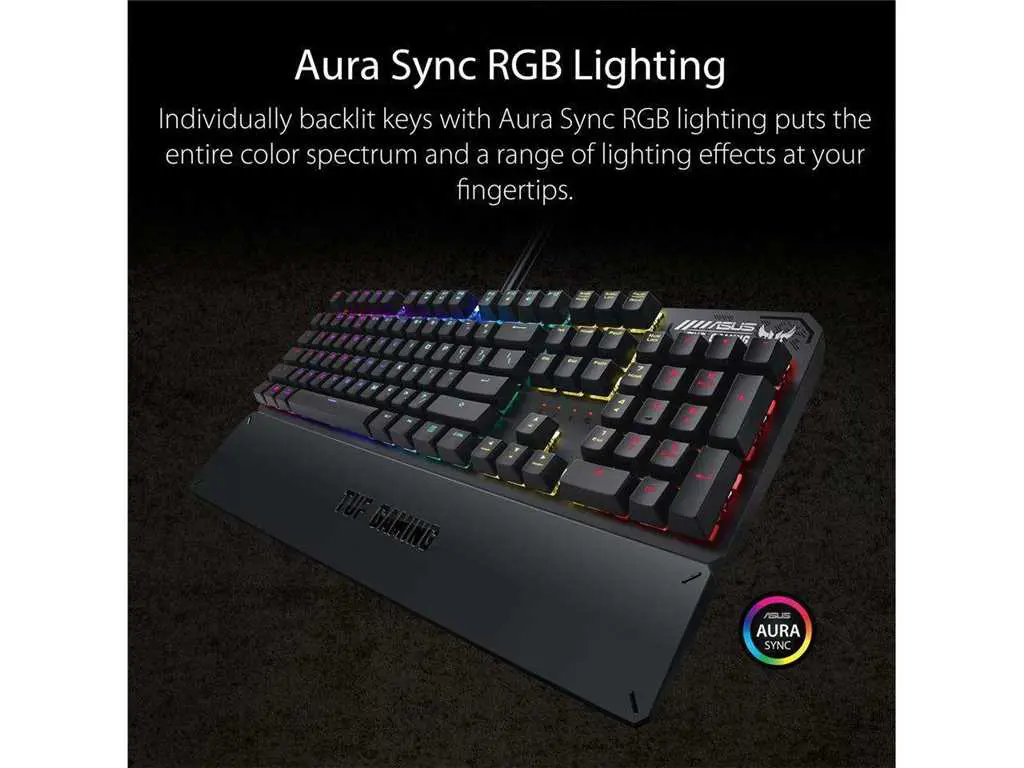 Aura Sync RGB Lighting
Individually backlit keys with Aura Sync RGB lighting puts the
entire color spectrum and a range of lighting effects at your
fingertips.
ASUS
TUF GAMING
ASUS
AURA
SYNC